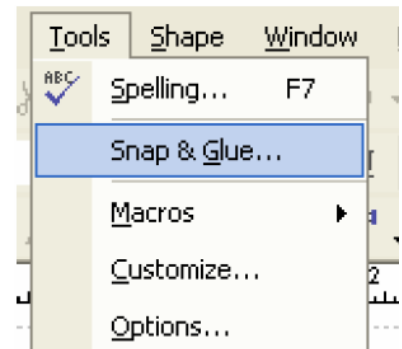 Tools Shape Window
ABC Spelling... F7
Snap & Glue...
Macros
Customize...
2
Options...